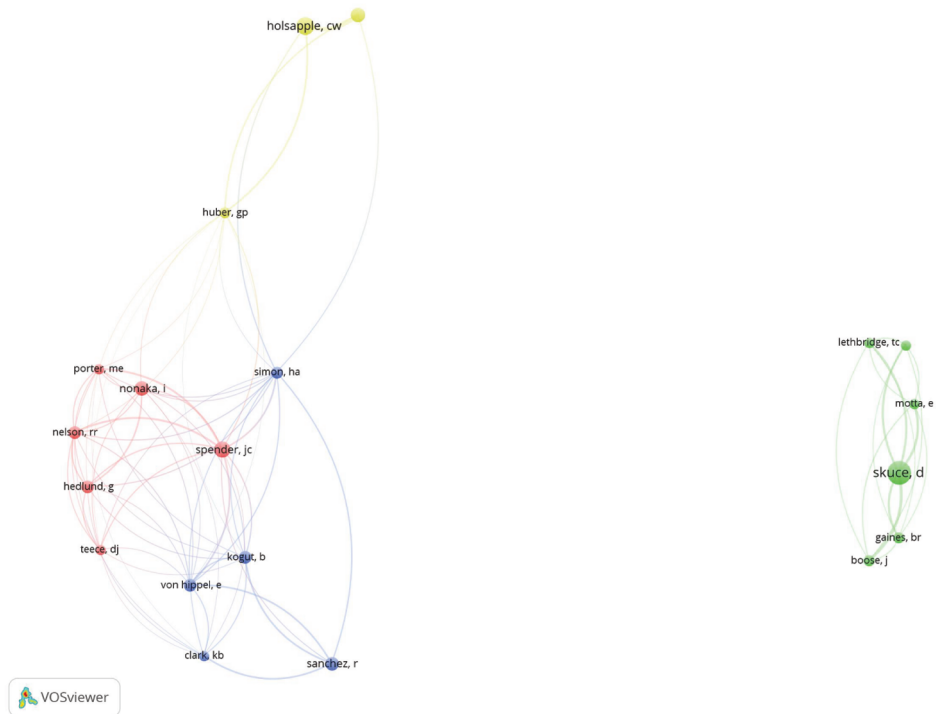 holsapple, cw
huber, gp
porter, me
nonaka, i
simon, ha
nelson, rr
spender, jc
hedlund, g
teece, dj
kogut, b
von hippel, e
clark, kb
sanchez, r
lethbridge, tc
motta, e
skuce, d
gaines, br
boose, j
VOSviewer